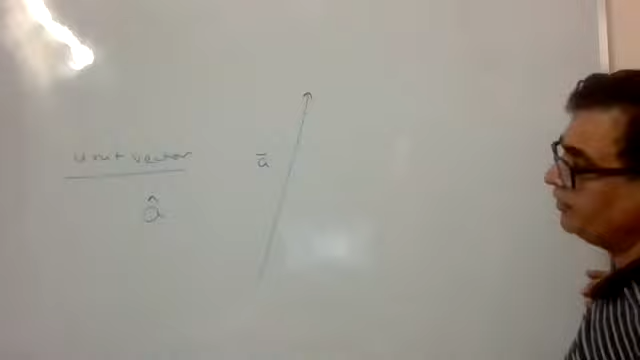 unit vector
â
ā